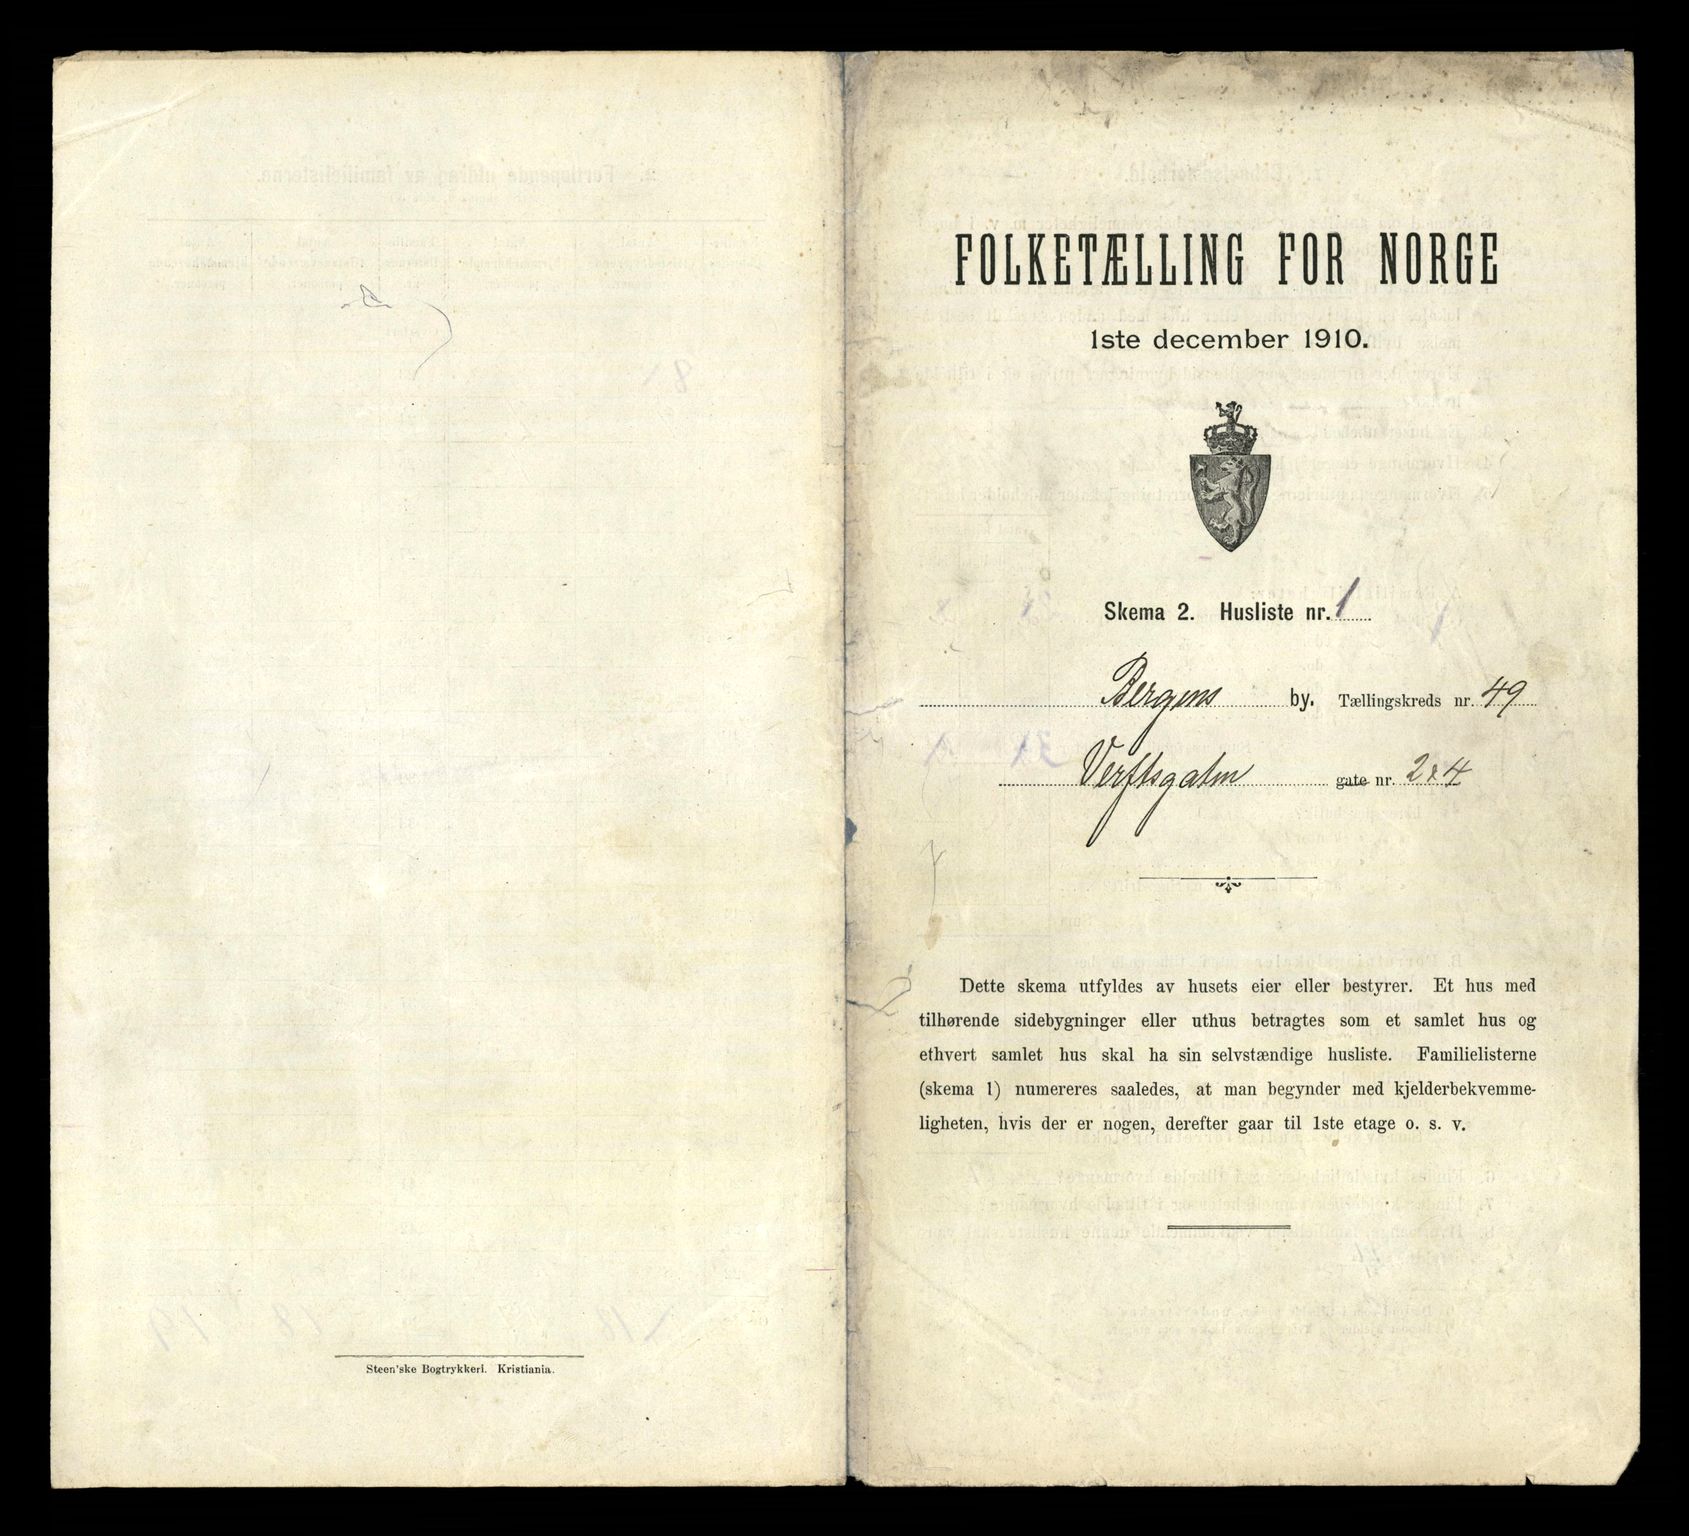 Steen'ske Bogtrykkeri. Kristiania.
FOLKETÆLLING FOR NORGE
1ste december 1910.
Skema 2. Husliste nr. 1
Bergens by. Tællingskreds nr. 49
Verftsgaten gate nr. 2 & 4
Dette skema utfyldes av husets eier eller bestyrer. Et hus med
tilhørende sidebygninger eller uthus betragtes som et samlet hus og
ethvert samlet hus skal ha sin selvstændige husliste. Familielisterne
(skema 1) numereres saaledes, at man begynder med kjelderbekvemme-
ligheten, hvis der er nogen, derefter gaar til 1ste etage o. s. v.